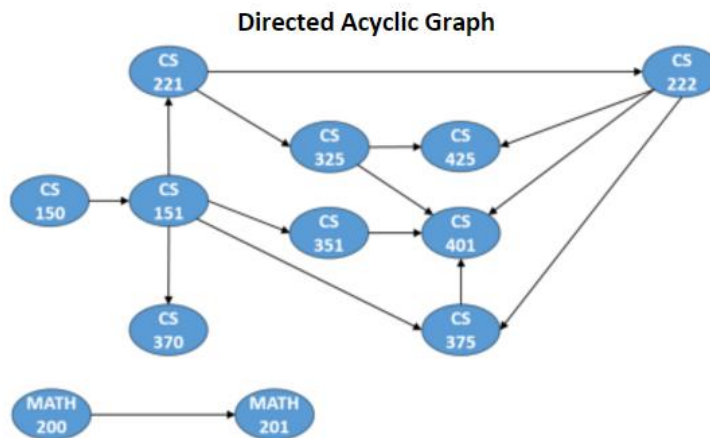 Directed Acyclic Graph
CS
221
CS
222
CS
325
CS
425
CS
150
CS
151
CS
351
CS
401
CS
370
CS
375
MATH
200
MATH
201